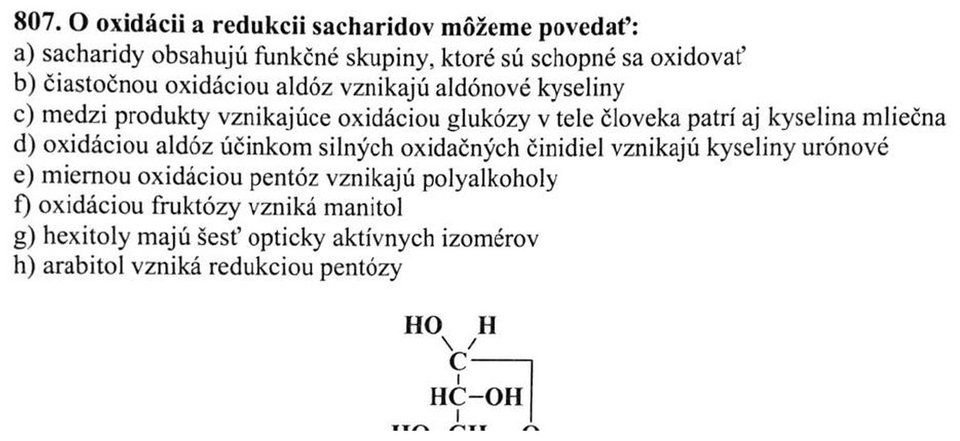 807. O oxidácii a redukcii sacharidov môžeme povedať:
a) sacharidy obsahujú funkčné skupiny, ktoré sú schopné sa oxidovať
b) čiastočnou oxidáciou aldóz vznikajú aldónové kyseliny
c) medzi produkty vznikajúce oxidáciou glukózy v tele človeka patrí aj kyselina mliečna
d) oxidáciou aldóz účinkom silných oxidačných činidiel vznikajú kyseliny urónové
e) miernou oxidáciou pentóz vznikajú polyalkoholy
f) oxidáciou fruktózy vzniká manitol
g) hexitoly majú šesť opticky aktívnych izomérov
h) arabitol vzniká redukciou pentózy
HO H
C
HC–OH